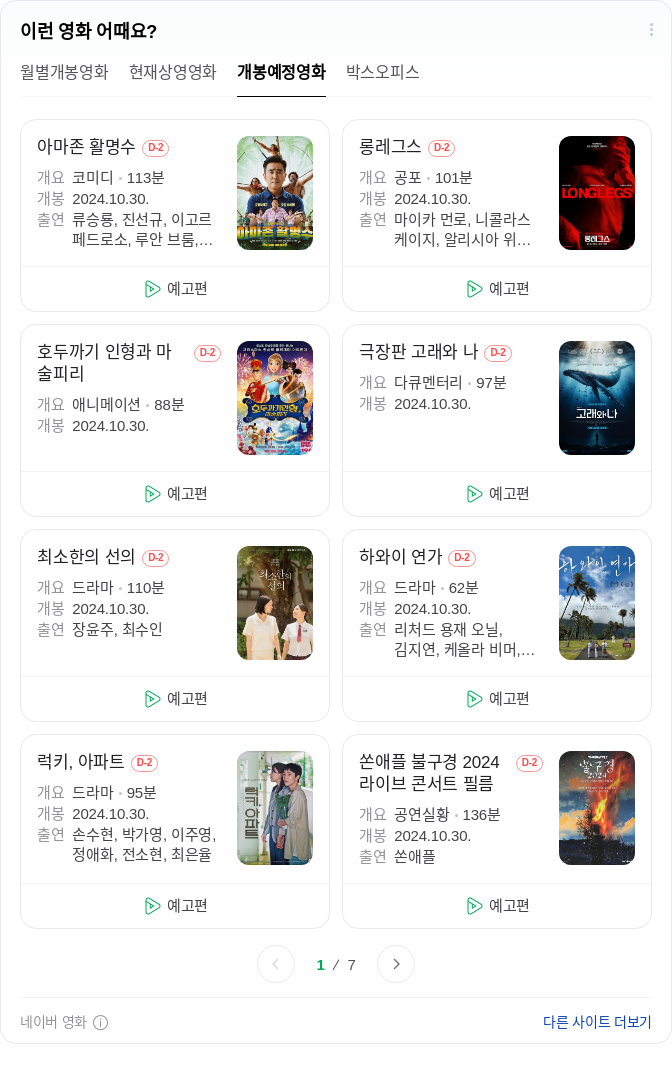 이런 영화 어때요?
월별개봉영화 현재상영영화 개봉예정영화 박스오피스
아마존 활명수 D-2
개요 코미디 · 113분
개봉 2024.10.30.
출연 류승룡, 진선규, 이고르
페드로소, 루안 브룸,...
아마존 활명수
예고편
롱레그스 D-2
개요 공포 · 101분
개봉 2024.10.30.
출연 마이카 먼로, 니콜라스
케이지, 알리시아 위...
LONGLEGS
롱레그스
예고편
호두까기 인형과 마 D-2
술피리
개요 애니메이션 · 88분
개봉 2024.10.30.
호두까기인형과
마술피리
예고편
극장판 고래와 나 D-2
개요 다큐멘터리 · 97분
개봉 2024.10.30.
고래와나
예고편
최소한의 선의 D-2
개요 드라마 · 110분
개봉 2024.10.30.
출연 장윤주, 최수인
최소한의
선의
예고편
하와이 연가 D-2
개요 드라마 · 62분
개봉 2024.10.30.
출연 리처드 용재 오닐,
김지연, 케올라 비머,...
하와이 연가
예고편
럭키, 아파트 D-2
개요 드라마 · 95분
개봉 2024.10.30.
출연 손수현, 박가영, 이주영,
정애화, 전소현, 최은율
럭키,아파트
예고편
쏜애플 불구경 2024 D-2
라이브 콘서트 필름
개요 공연실황 · 136분
개봉 2024.10.30.
출연 쏜애플
불구경
2024
예고편
1 / 7
네이버 영화
다른 사이트 더보기